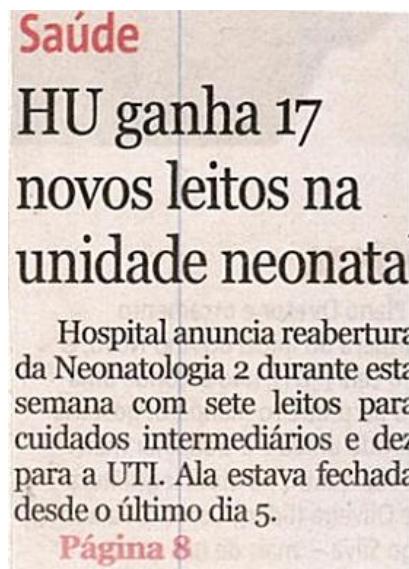 Saúde
HU ganha 17
novos leitos na
unidade neonatal
Hospital anuncia reabertura
da Neonatologia 2 durante esta
semana com sete leitos para
cuidados intermediários e dez
para a UTI. Ala estava fechada
desde o último dia 5.
Página 8